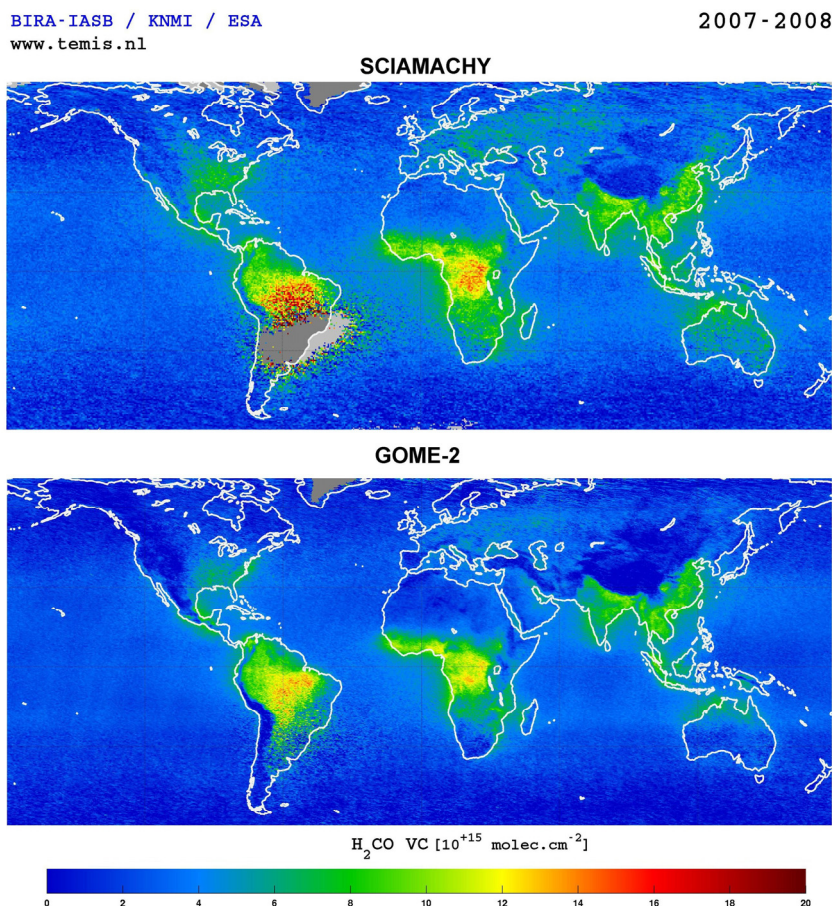 BIRA-IASB / KNMI / ESA
2007-2008
www.temis.nl
SCIAMACHY
GOME-2
H2CO VC [10+15 molec.cm-2]
0 2 4 6 8 10 12 14 16 18 20